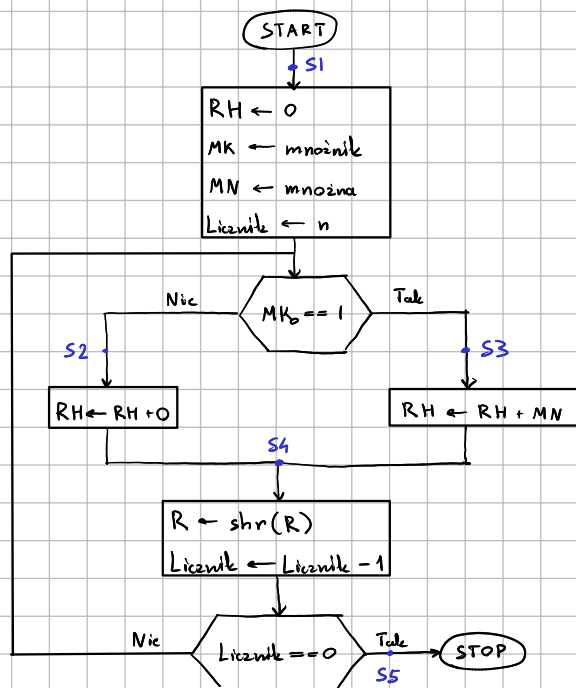 START
S1
RH ← 0
MK ← mnożnik
MN ← mnożna
Licznik ← n
Nie
MK₀ == 1
Tak
S2
S3
RH ← RH + 0
RH ← RH + MN
S4
R ← shr(R)
Licznik ← Licznik - 1
Nie
Licznik == 0
Tak
STOP
S5